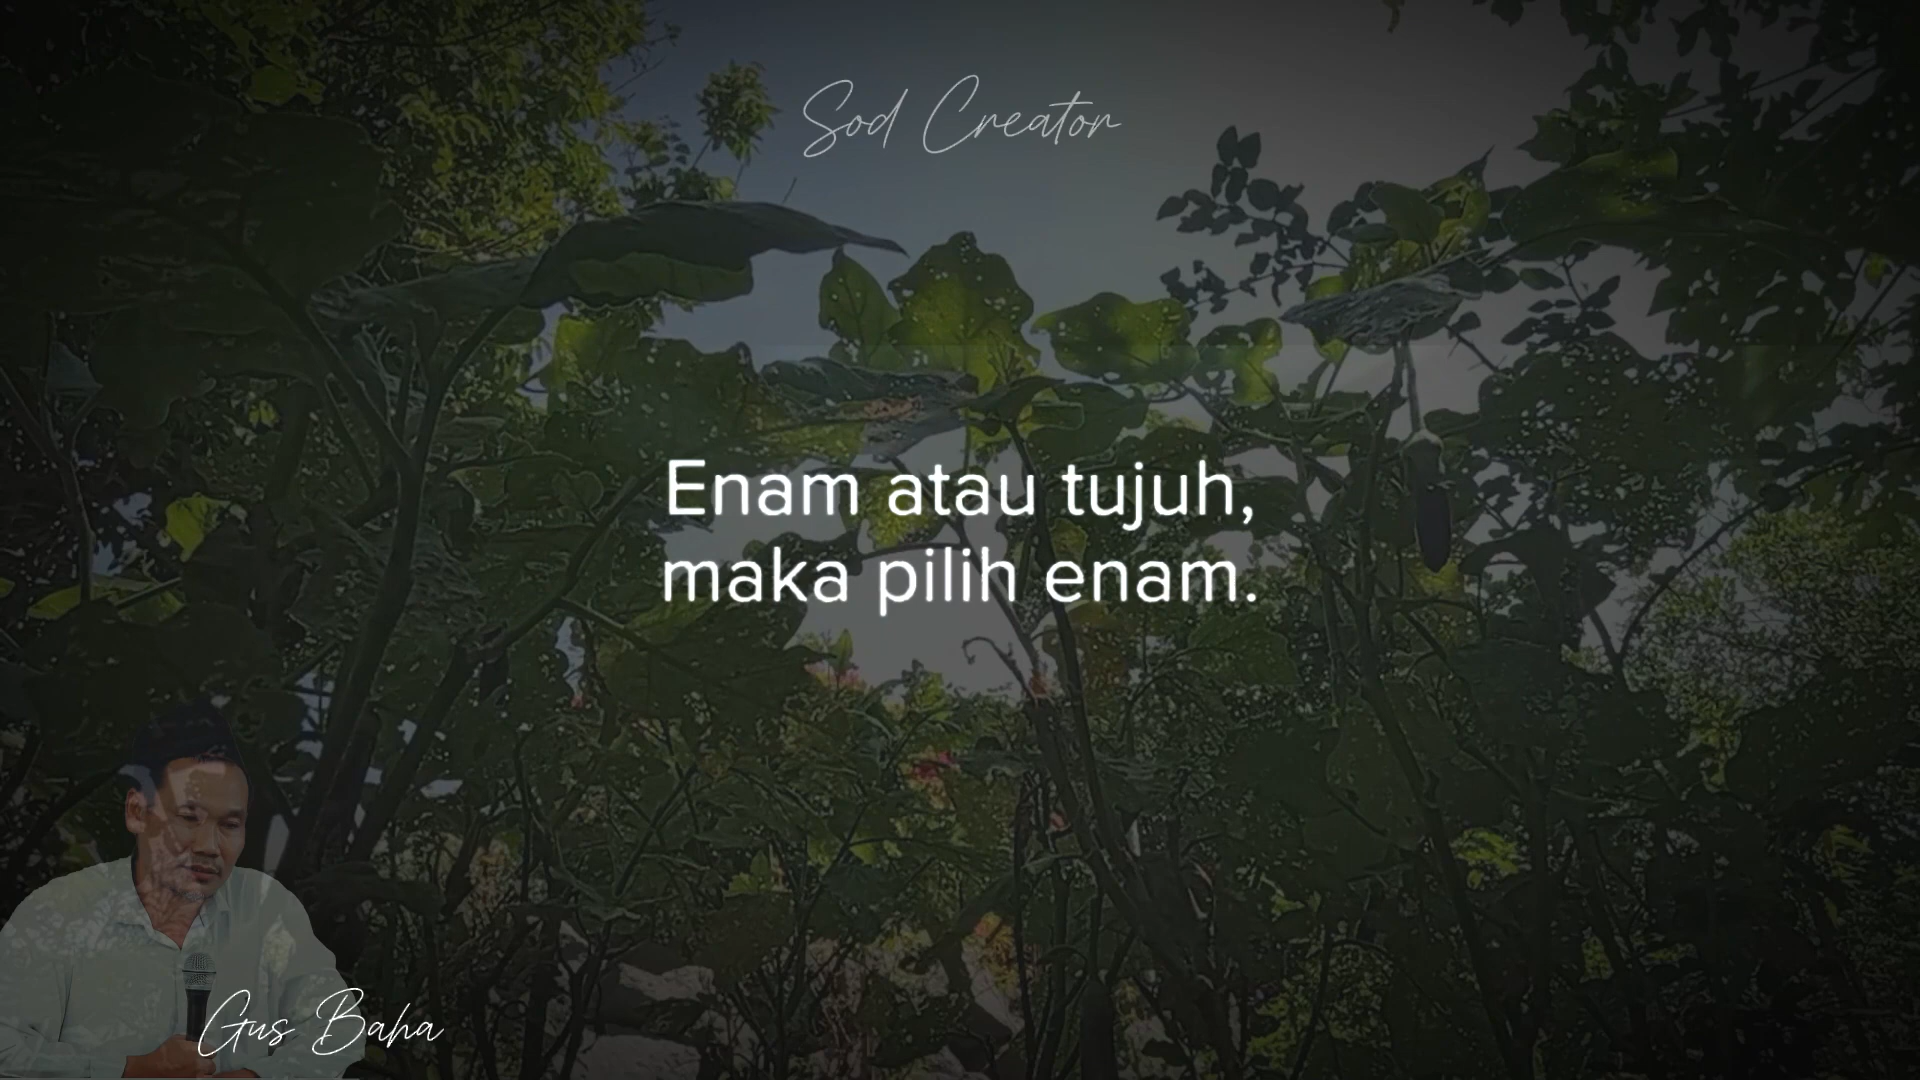 Sod Creator
Enam atau tujuh,
maka pilih enam.
Gus Baha